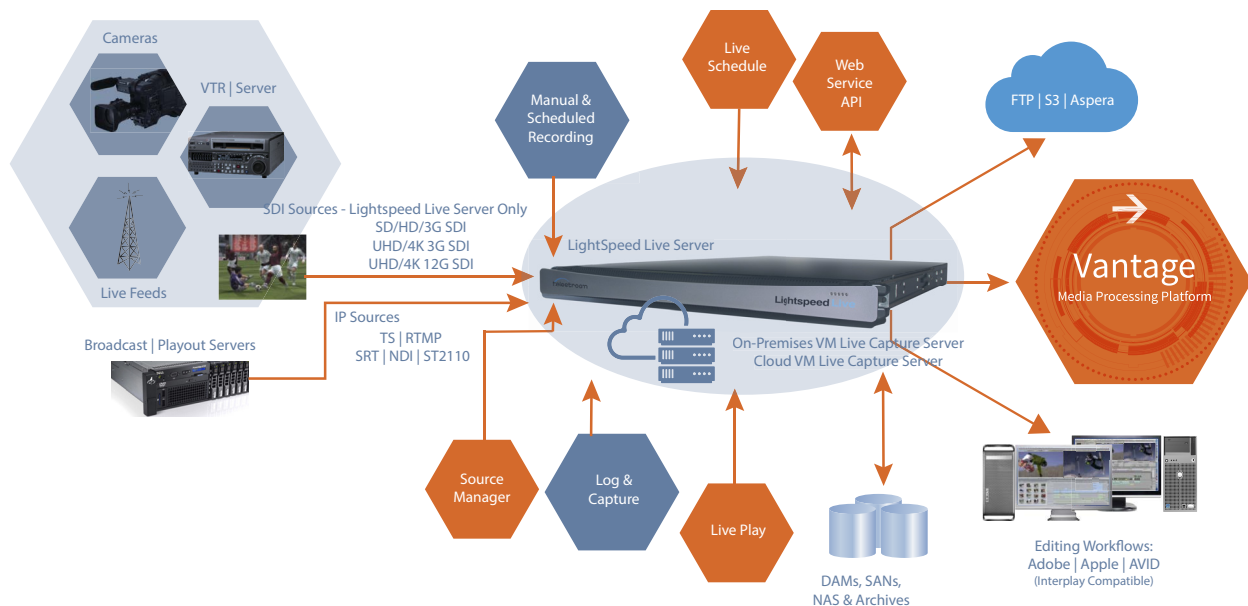 Cameras
VTR | Server
Live Feeds
SDI Sources - Lightspeed Live Server Only
SD/HD/3G SDI
UHD/4K 3G SDI
UHD/4K 12G SDI
Broadcast | Playout Servers
IP Sources
TS | RTMP
SRT | NDI | ST2110
Manual &
Scheduled
Recording
Live
Schedule
Web
Service
API
FTP | S3 | Aspera
LightSpeed Live Server
telestream
Lightspeed
On-Premises VM Live Capture Server
Cloud VM Live Capture Server
Vantage
Media Processing Platform
Source
Manager
Log &
Capture
Live Play
DAMs, SANs,
NAS & Archives
Editing Workflows:
Adobe | Apple | AVID
(Interplay Compatible)